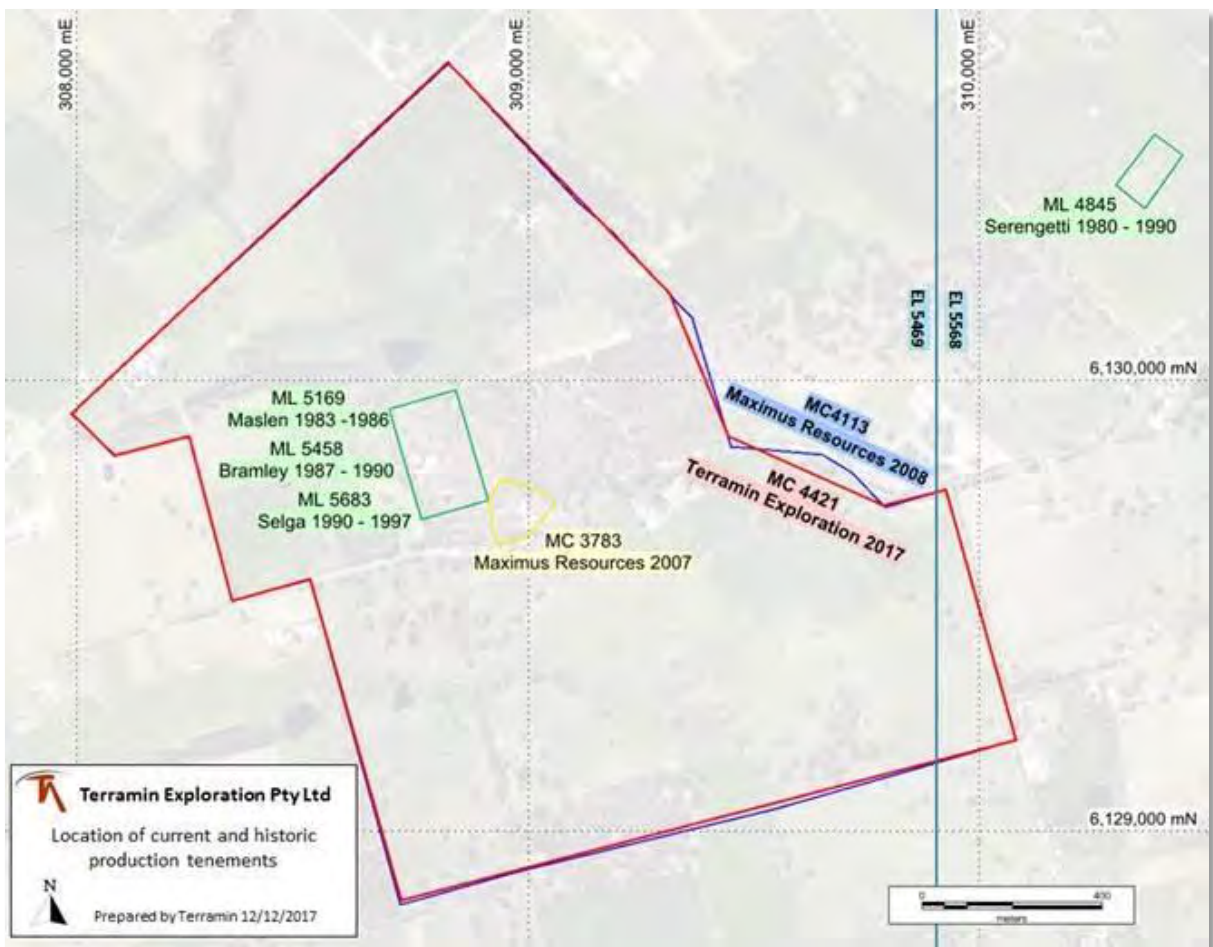 308,000 mE
309,000 mE
310,000 mE
ML 4845
Serengetti 1980 - 1990
EL 5469
EL 5568
6,130,000 mN
ML 5169
Maslen 1983 -1986
ML 5458
Bramley 1987 - 1990
ML 5683
Selga 1990 - 1997
MC4113
Maximus Resources 2008
MC 4421
Terramin Exploration 2017
MC 3783
Maximus Resources 2007
6,129,000 mN
Terramin Exploration Pty Ltd
Location of current and historic
production tenements
N
Prepared by Terramin 12/12/2017
0 400
meters